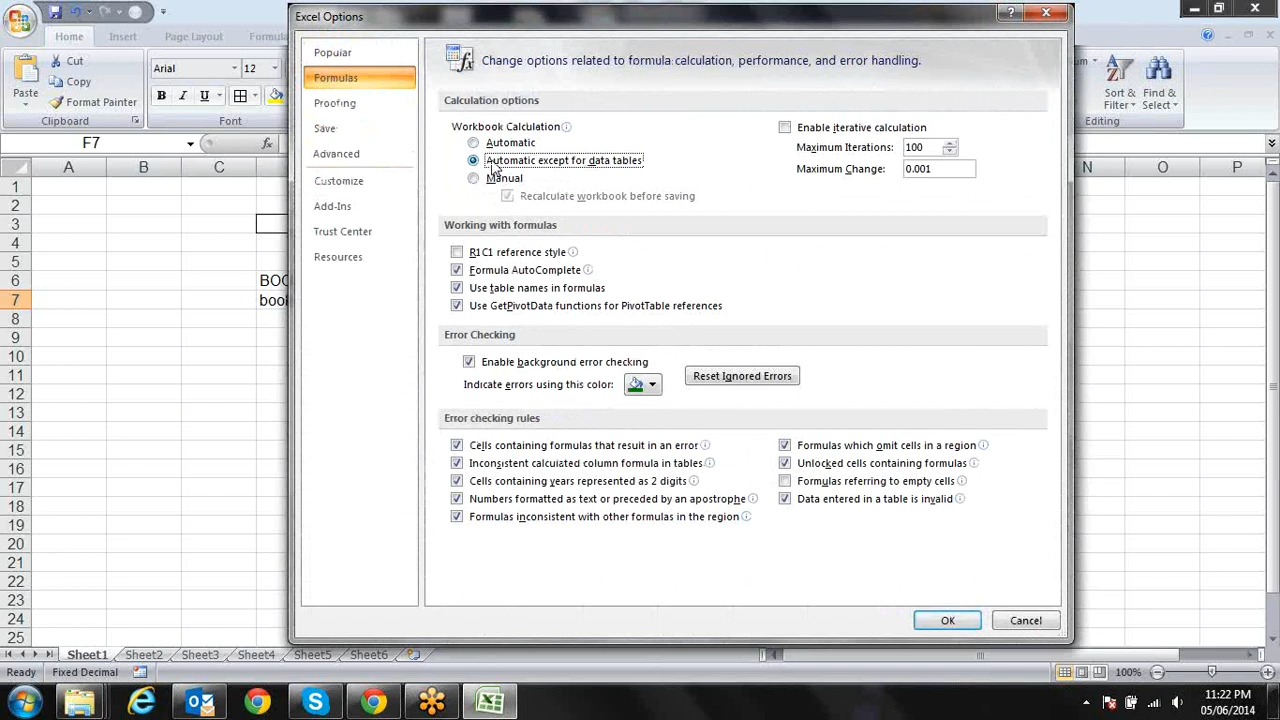 Excel Options
Home
Insert
Page Layout
Formula
Cut
Copy
Format Painter
Paste
Clipboard
Arial
12
B I U
Font
Sort &
Filter
Find &
Select
Editing
F7
A B C
N O P
1
2
3
4
5
6
7
8
9
10
11
12
13
14
15
16
17
18
19
20
21
22
23
24
25
BOO
boo
Popular
Formulas
Proofing
Save
Advanced
Customize
Add-Ins
Trust Center
Resources
Change options related to formula calculation, performance, and error handling.
Calculation options
Workbook Calculation
Automatic
Automatic except for data tables
Manual
Recalculate workbook before saving
Enable iterative calculation
Maximum Iterations: 100
Maximum Change: 0.001
Working with formulas
R1C1 reference style
Formula AutoComplete
Use table names in formulas
Use GetPivotData functions for PivotTable references
Error Checking
Enable background error checking
Indicate errors using this color:
Reset Ignored Errors
Error checking rules
Cells containing formulas that result in an error
Inconsistent calculated column formula in tables
Cells containing years represented as 2 digits
Numbers formatted as text or preceded by an apostrophe
Formulas inconsistent with other formulas in the region
Formulas which omit cells in a region
Unlocked cells containing formulas
Formulas referring to empty cells
Data entered in a table is invalid
OK
Cancel
Sheet1 Sheet2 Sheet3 Sheet4 Sheet5 Sheet6
Ready Fixed Decimal
100%
11:22 PM
05/06/2014